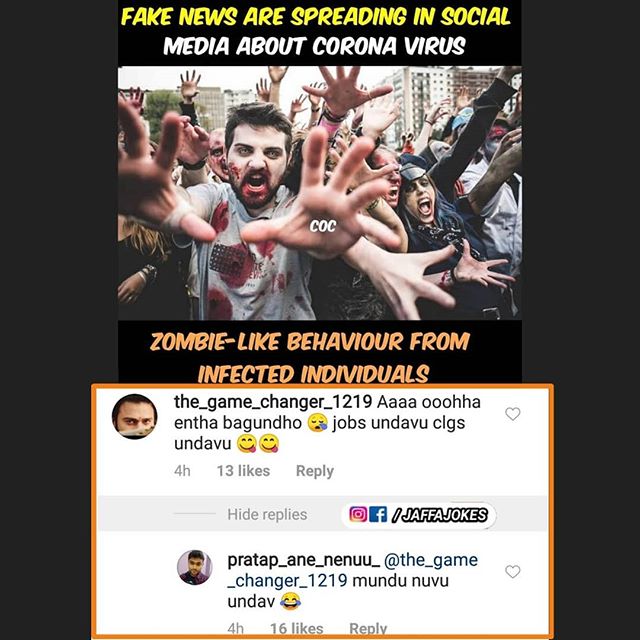 FAKE NEWS ARE SPREADING IN SOCIAL
MEDIA ABOUT CORONA VIRUS
COC
ZOMBIE-LIKE BEHAVIOUR FROM
INFECTED INDIVIDUALS
the_game_changer_1219 Aaaa ooohha
entha bagundho 😪 jobs undavu clgs
undavu 😋😋
4h 13 likes Reply
Hide replies
/JAFFAJOKES
pratap_ane_nenuu_ @the_game
_changer_1219 mundu nuvu
undav 😂
4h 16 likes Reply